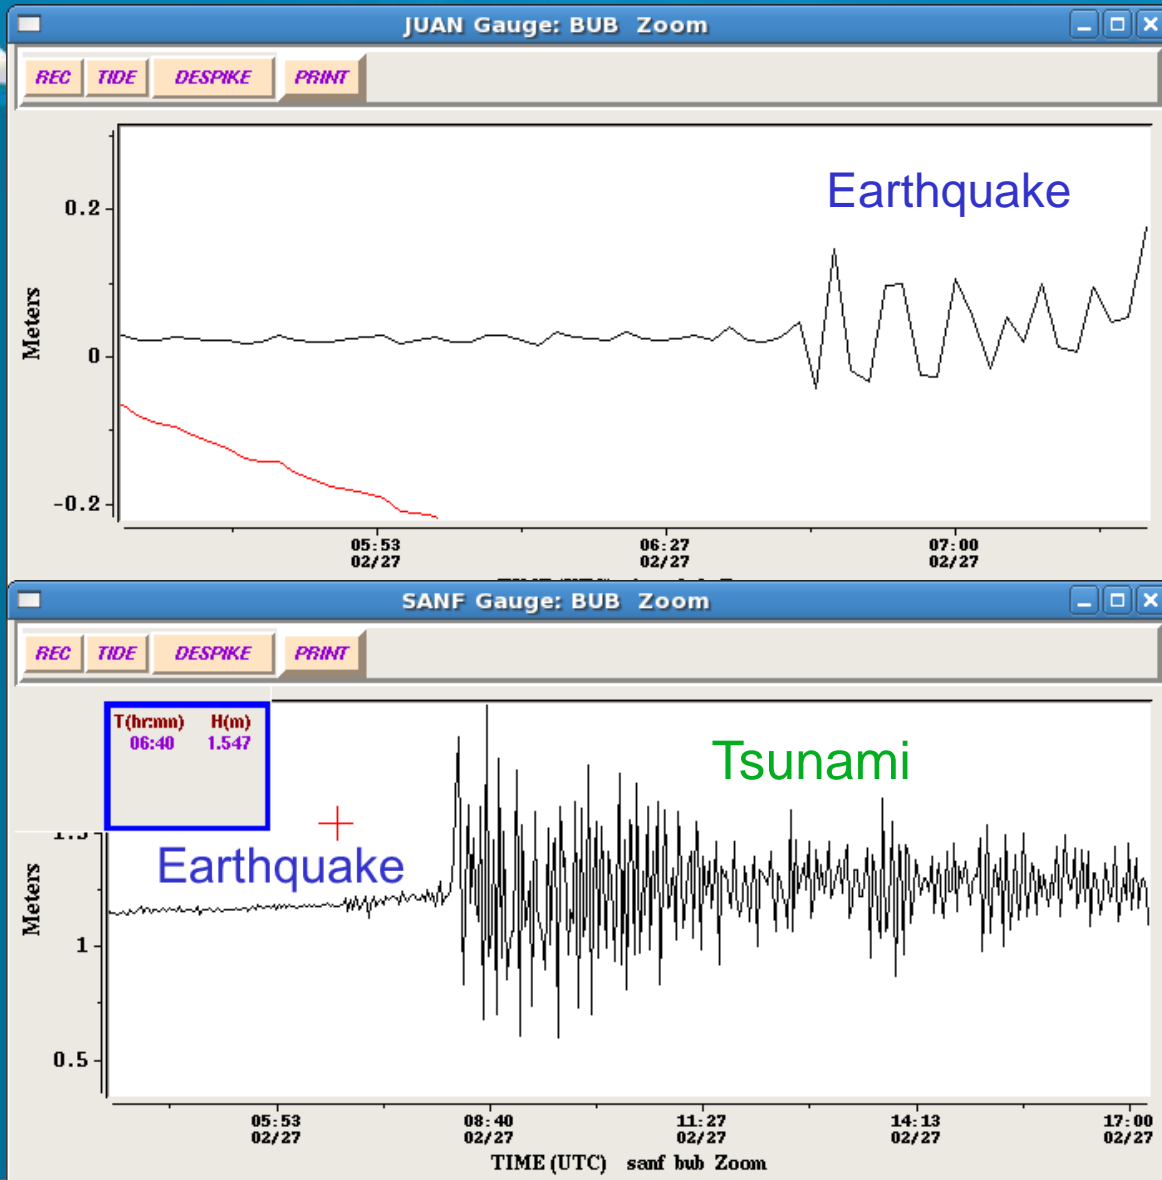 JUAN Gauge: BUB Zoom
REC TIDE DESPIKE PRINT
Earthquake
0.2
0
-0.2
Meters
05:53 06:27 07:00
02/27 02/27 02/27
SANF Gauge: BUB Zoom
REC TIDE DESPIKE PRINT
T(hr:mn) H(m)
06:40 1.547
Tsunami
Earthquake
1
0.5
Meters
05:53 08:40 11:27 14:13 17:00
02/27 02/27 02/27 02/27 02/27
TIME (UTC) sanf bub Zoom